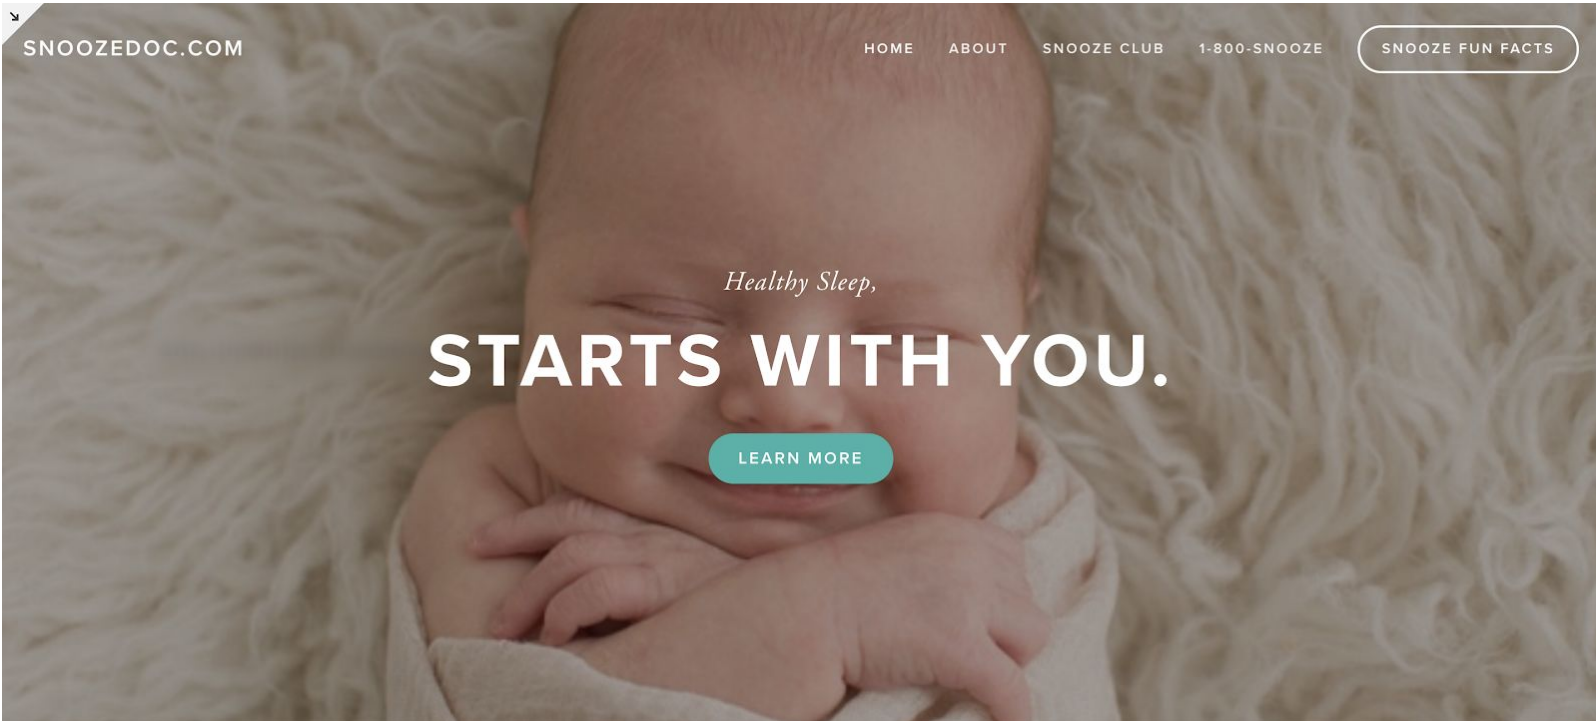 SNOOZEDOC.COM
HOME ABOUT SNOOZE CLUB 1-800-SNOOZE SNOOZE FUN FACTS
Healthy Sleep,
STARTS WITH YOU.
LEARN MORE